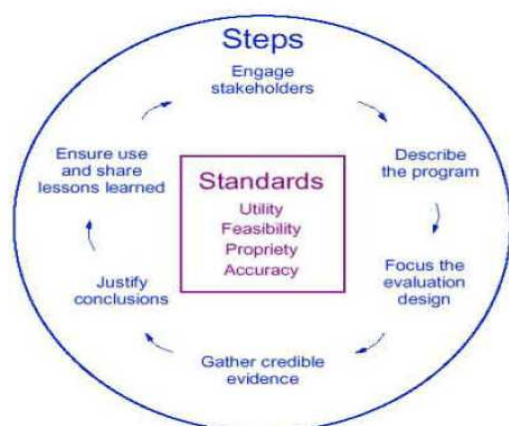 Steps
Engage
stakeholders
Describe
the program
Focus the
evaluation
design
Gather credible
evidence
Justify
conclusions
Ensure use
and share
lessons learned
Standards
Utility
Feasibility
Propriety
Accuracy